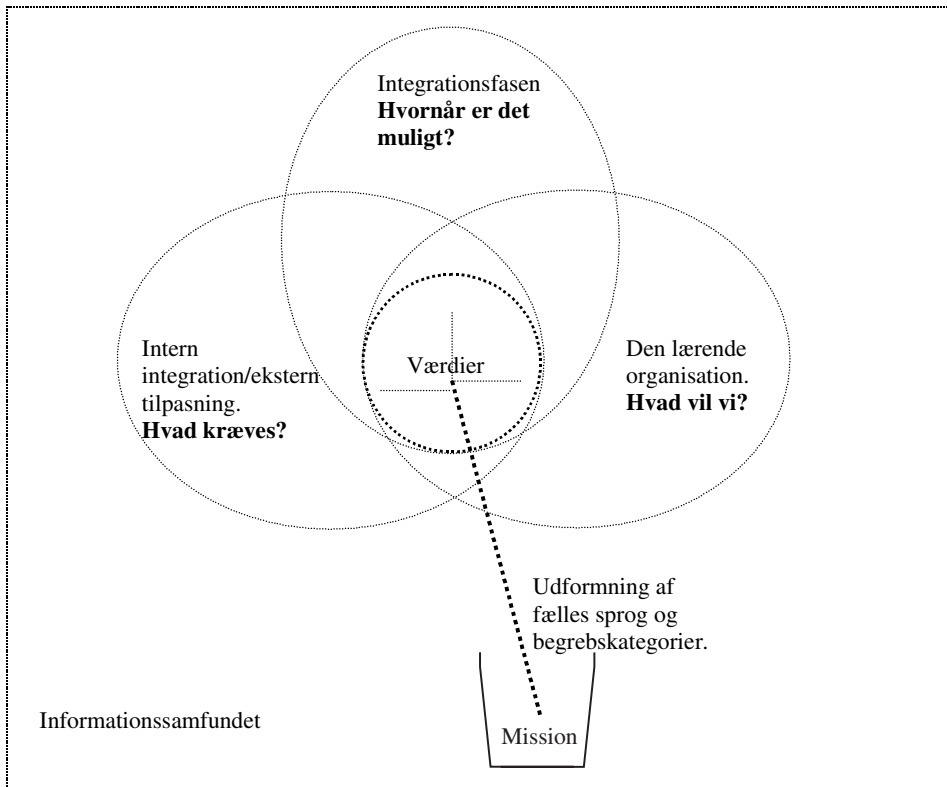 Integrationsfasen
Hvornår er det
muligt?
Intern
integration/ekstern
tilpasning.
Hvad kræves?
Værdier
Den lærende
organisation.
Hvad vil vi?
Udformning af
fælles sprog og
begrebskategorier.
Informationssamfundet
Mission